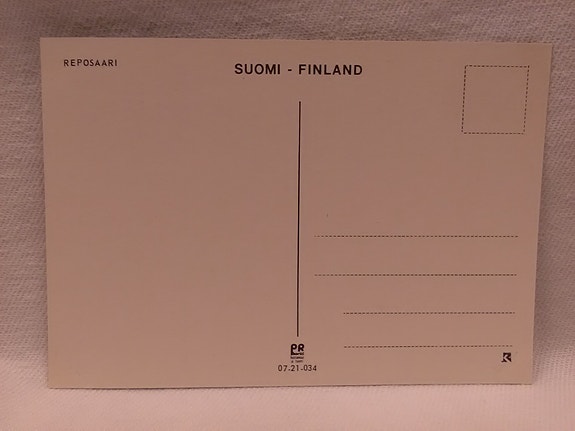 REPOSAARI
SUOMI - FINLAND
PR
07.21-034